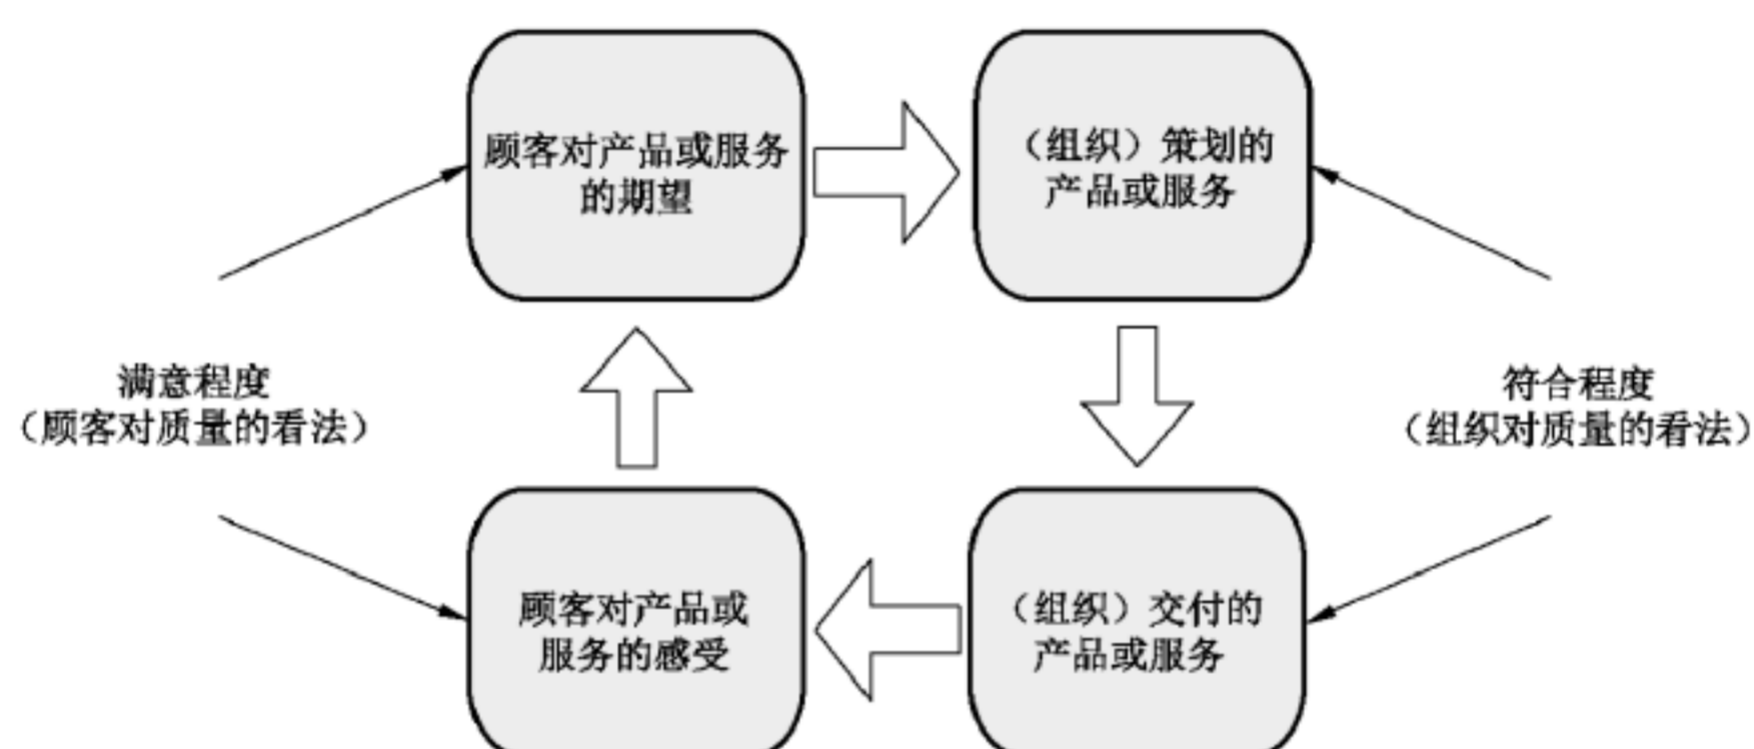 顾客对产品或服务
的期望
（组织）策划的
产品或服务
满意程度
（顾客对质量的看法）
符合程度
（组织对质量的看法）
顾客对产品或
服务的感受
（组织）交付的
产品或服务